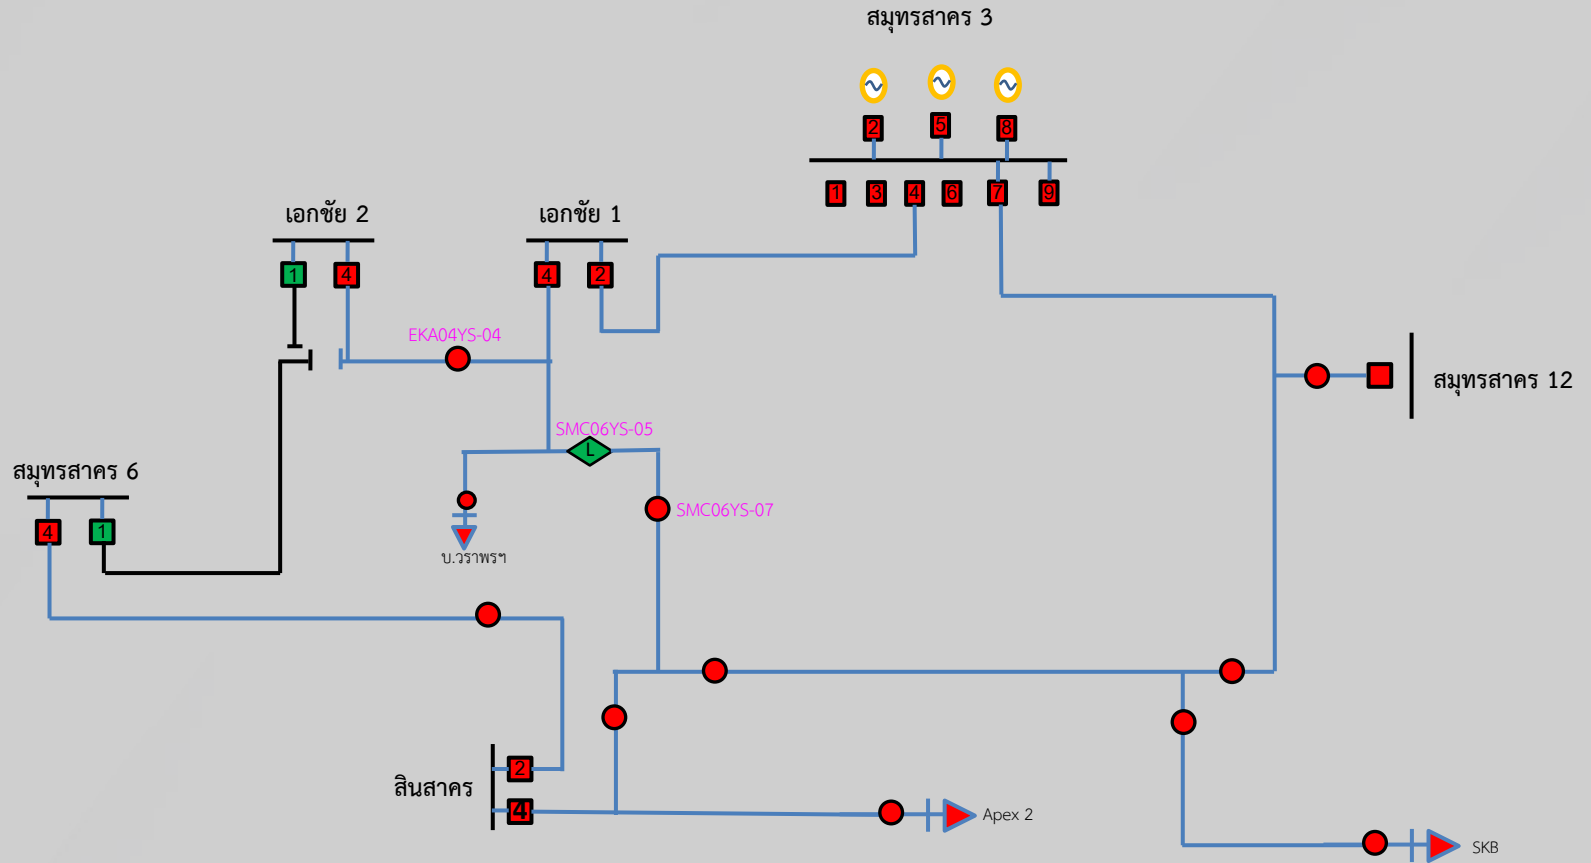 สมุทรสาคร 3
2 5 8
1 3 4 6 7 9
เอกชัย 2
เอกชัย 1
1 4
4 2
EKA04YS-04
สมุทรสาคร 12
SMC06YS-05
L
สมุทรสาคร 6
4 1
SMC06YS-07
บ.วราพรฯ
สินสาคร
2
4
Apex 2
SKB